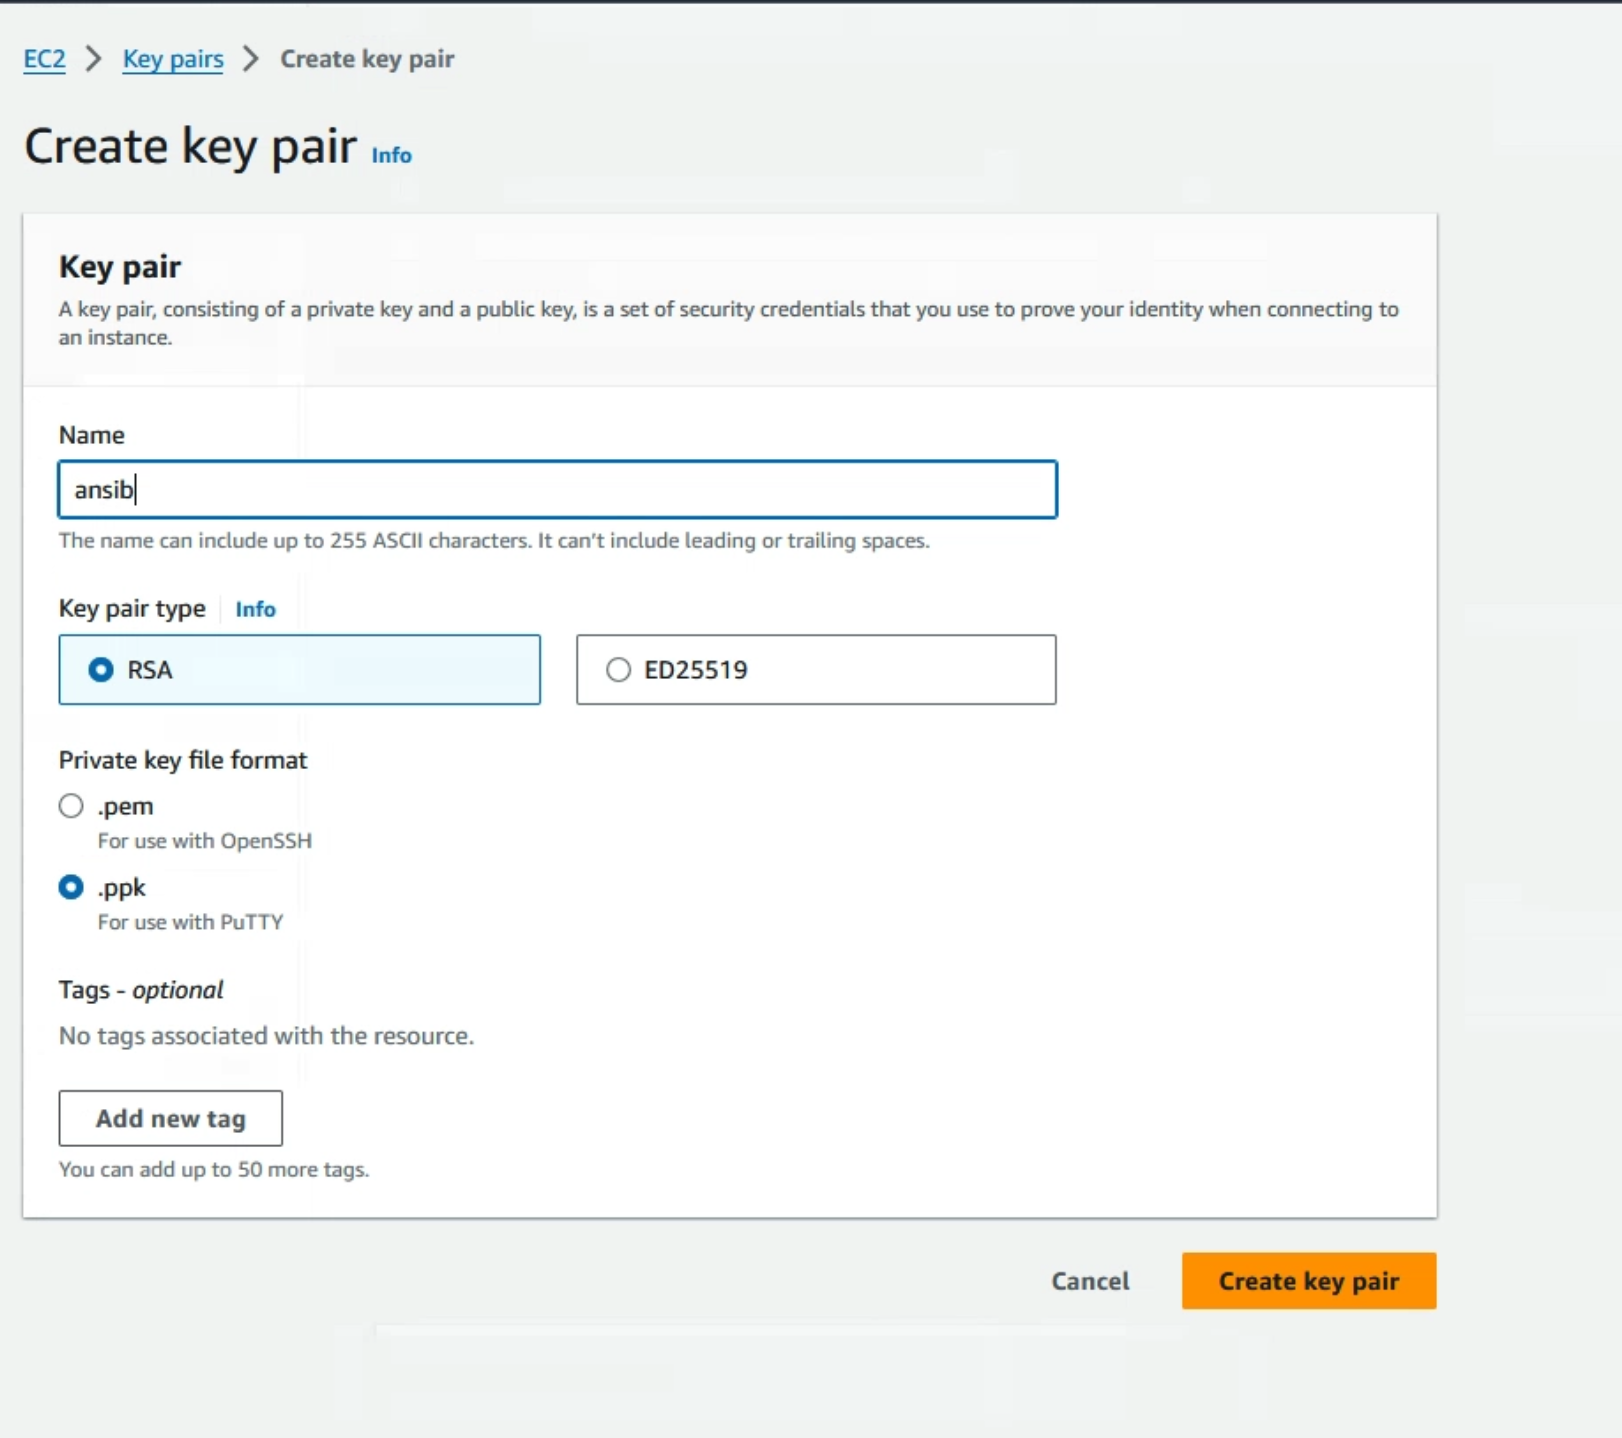 EC2 > Key pairs > Create key pair
Create key pair Info
Key pair
A key pair, consisting of a private key and a public key, is a set of security credentials that you use to prove your identity when connecting to
an instance.
Name
ansib
The name can include up to 255 ASCII characters. It can't include leading or trailing spaces.
Key pair type Info
RSA
ED25519
Private key file format
.pem
For use with OpenSSH
.ppk
For use with PuTTY
Tags - optional
No tags associated with the resource.
Add new tag
You can add up to 50 more tags.
Cancel
Create key pair